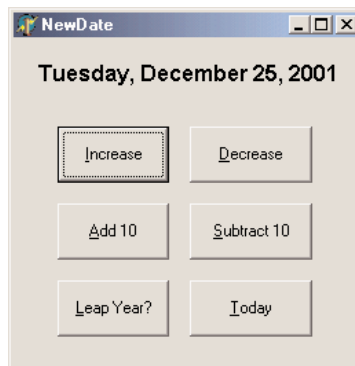 NewDate
Tuesday, December 25, 2001
Increase Decrease
Add 10 Subtract 10
Leap Year? Today